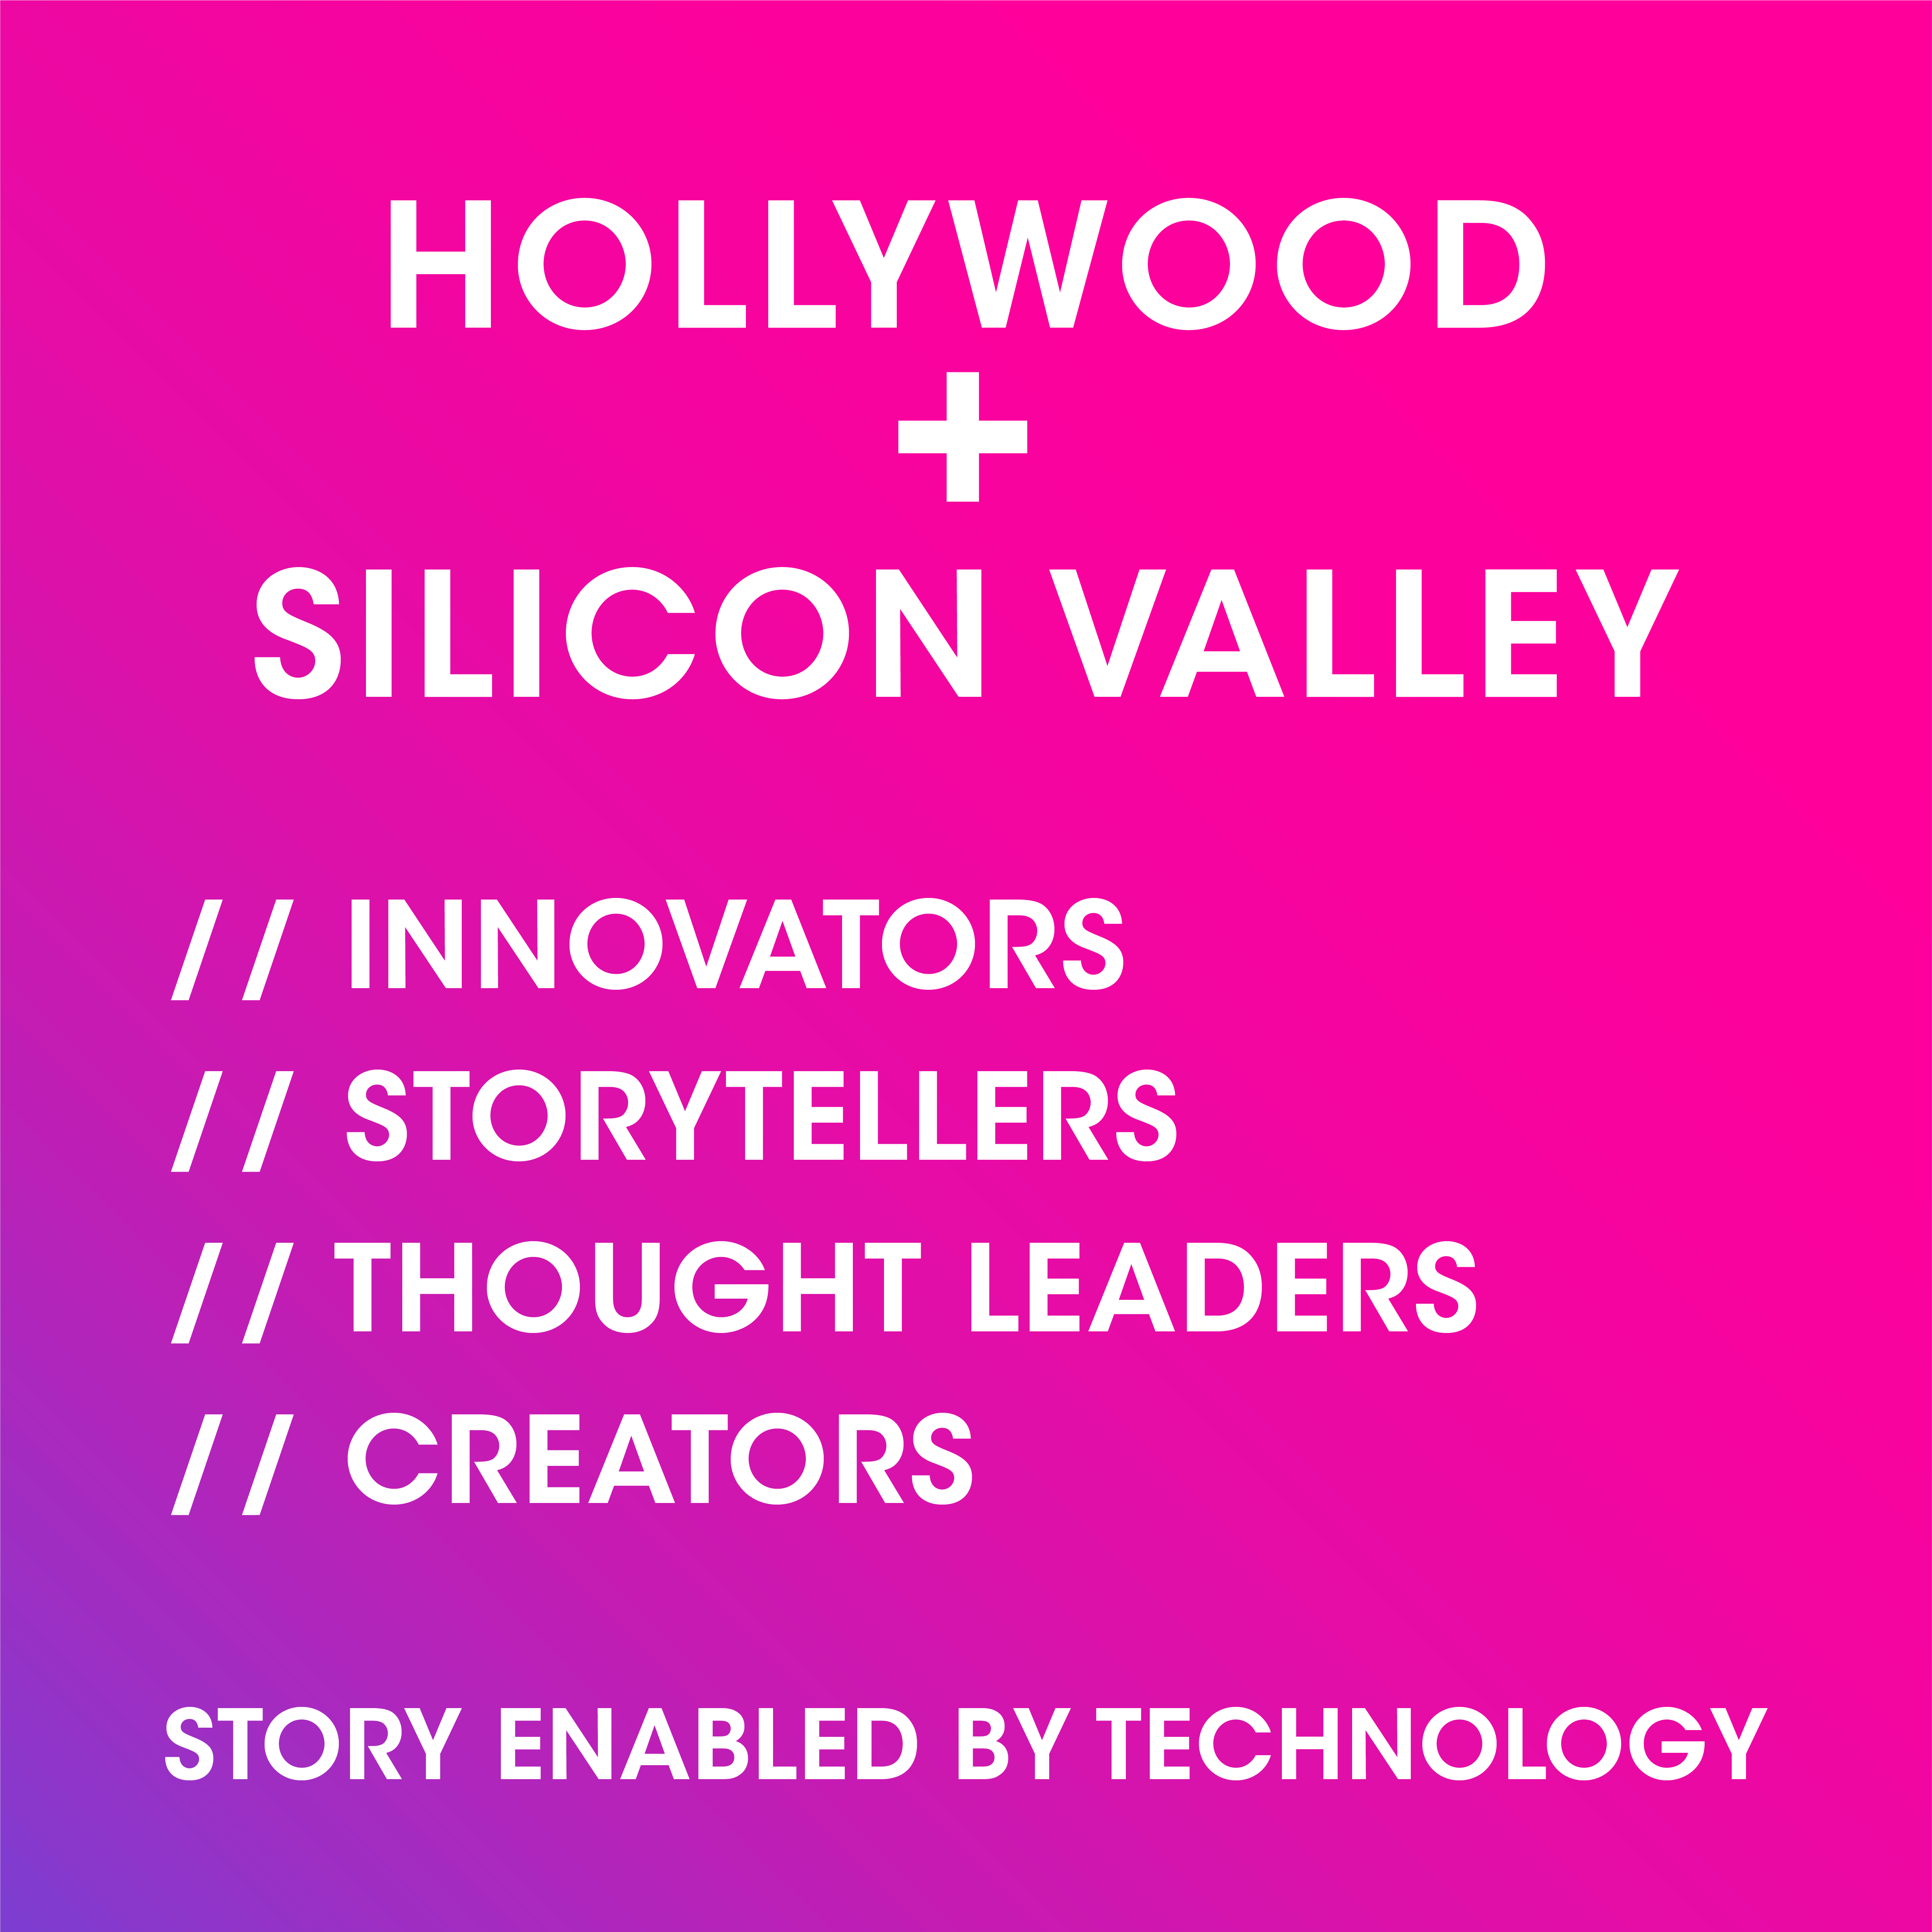 HOLLYWOOD
+
SILICON VALLEY
// INNOVATORS
// STORYTELLERS
// THOUGHT LEADERS
// CREATORS
STORY ENABLED BY TECHNOLOGY